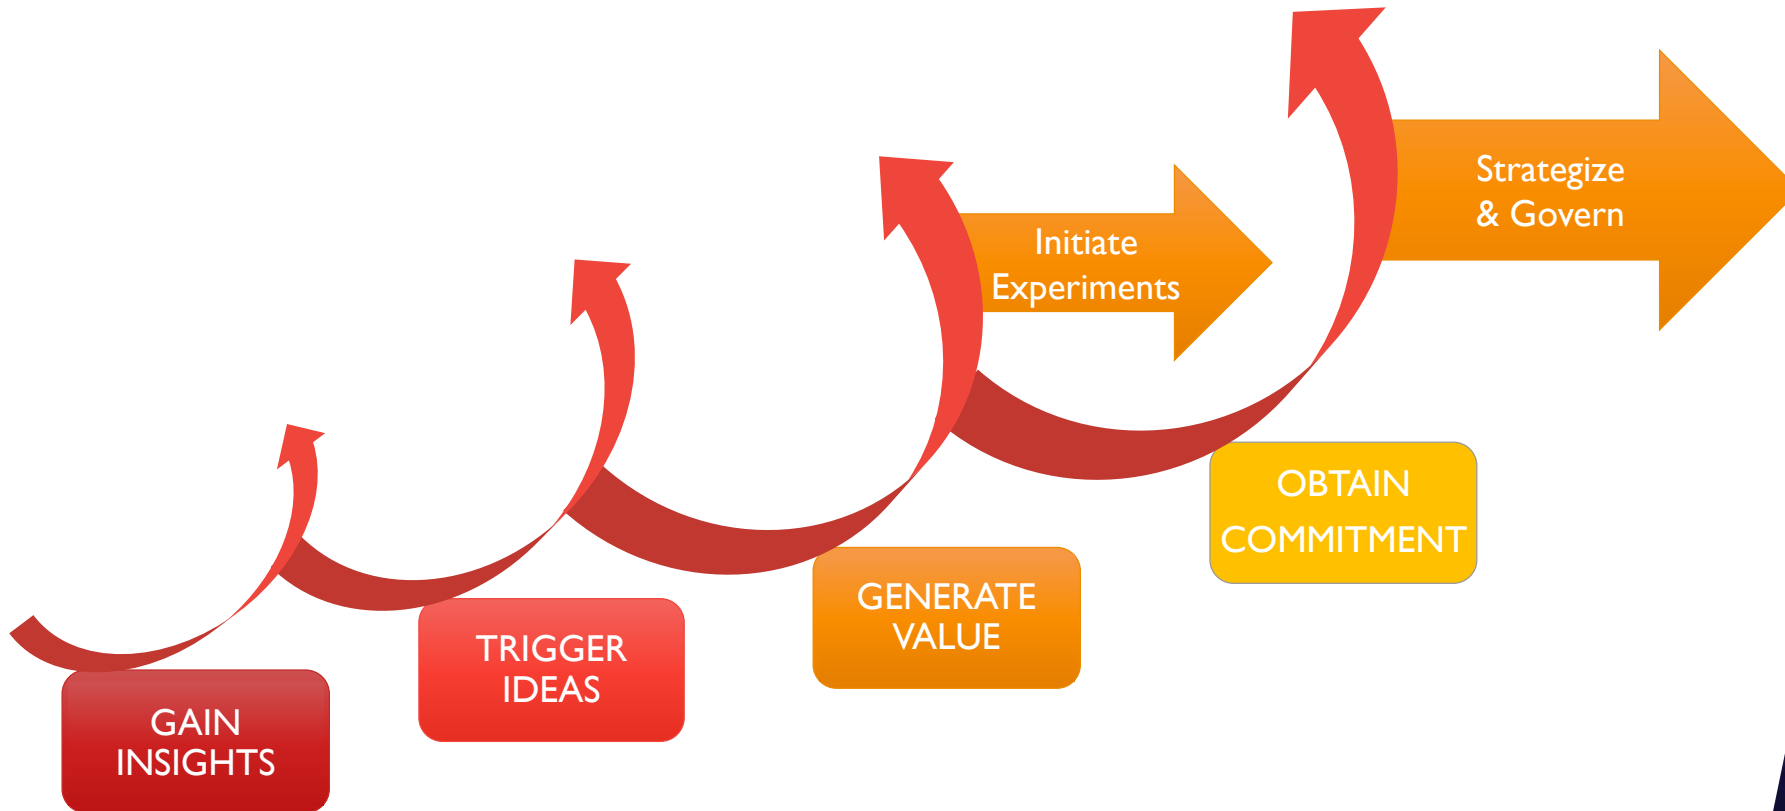 GAIN
INSIGHTS
TRIGGER
IDEAS
GENERATE
VALUE
Initiate
Experiments
OBTAIN
COMMITMENT
Strategize
& Govern